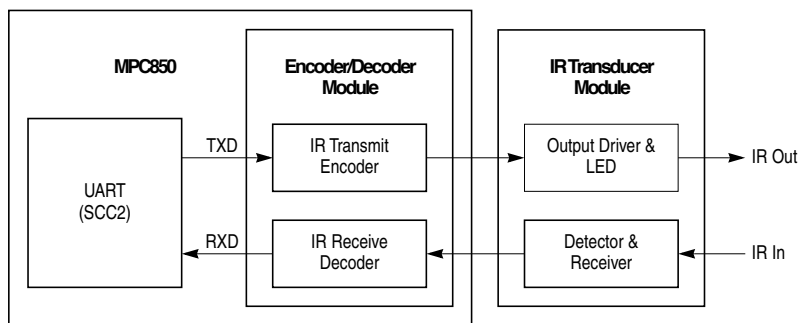 MPC850
Encoder/Decoder
Module
IR Transducer
Module
UART
(SCC2)
TXD
IR Transmit
Encoder
Output Driver &
LED
IR Out
RXD
IR Receive
Decoder
Detector &
Receiver
IR In